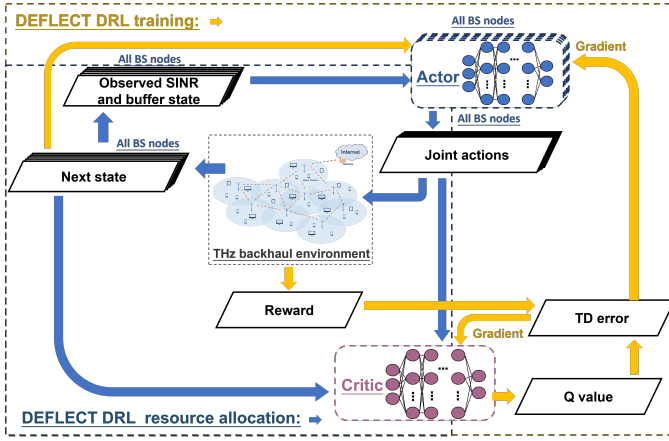 DEFLECT DRL training:
All BS nodes
All BS nodes
Gradient
Observed SINR
and buffer state
Actor
...
...
All BS nodes
All BS nodes
Internet
Joint actions
Next state
THz backhaul environment
Reward
TD error
Gradient
...
Critic
...
Q value
DEFLECT DRL resource allocation: